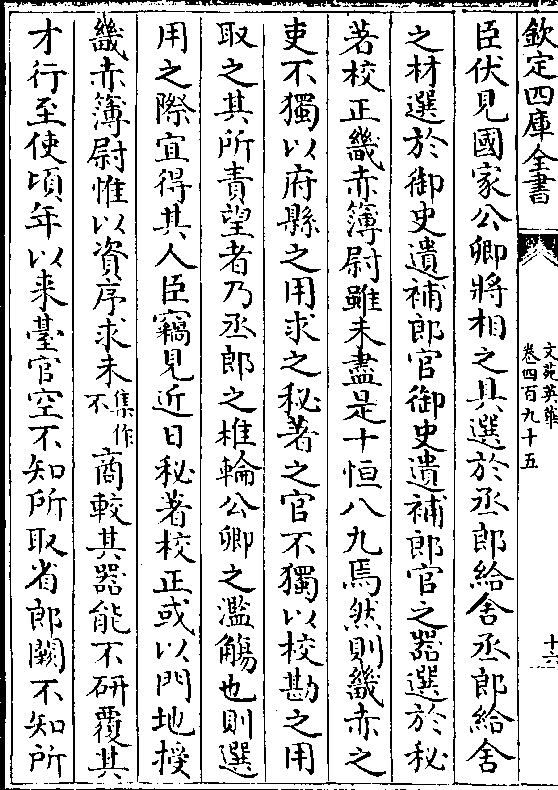 欽定四庫全書
文苑英華
卷四百九十五
十六
臣伏見國家公卿將相之具選於丞郎給舍丞郎給舍
之材選於御史遺補郎官御史遺補郎官之器選於秘
著校正畿赤簿尉雖未盡是十恒八九焉然則畿赤之
吏不獨以府縣之用求之秘著之官不獨以校勘之用
取之其所責望者乃丞郎之椎輪公卿之濫觴也則選
用之際宜得其人臣竊見近日秘著校正或以門地授
畿赤簿尉惟以資序求未集作不商較其器能不研覆其
才行至使頃年以来臺官空不知所取省郎闕不知所